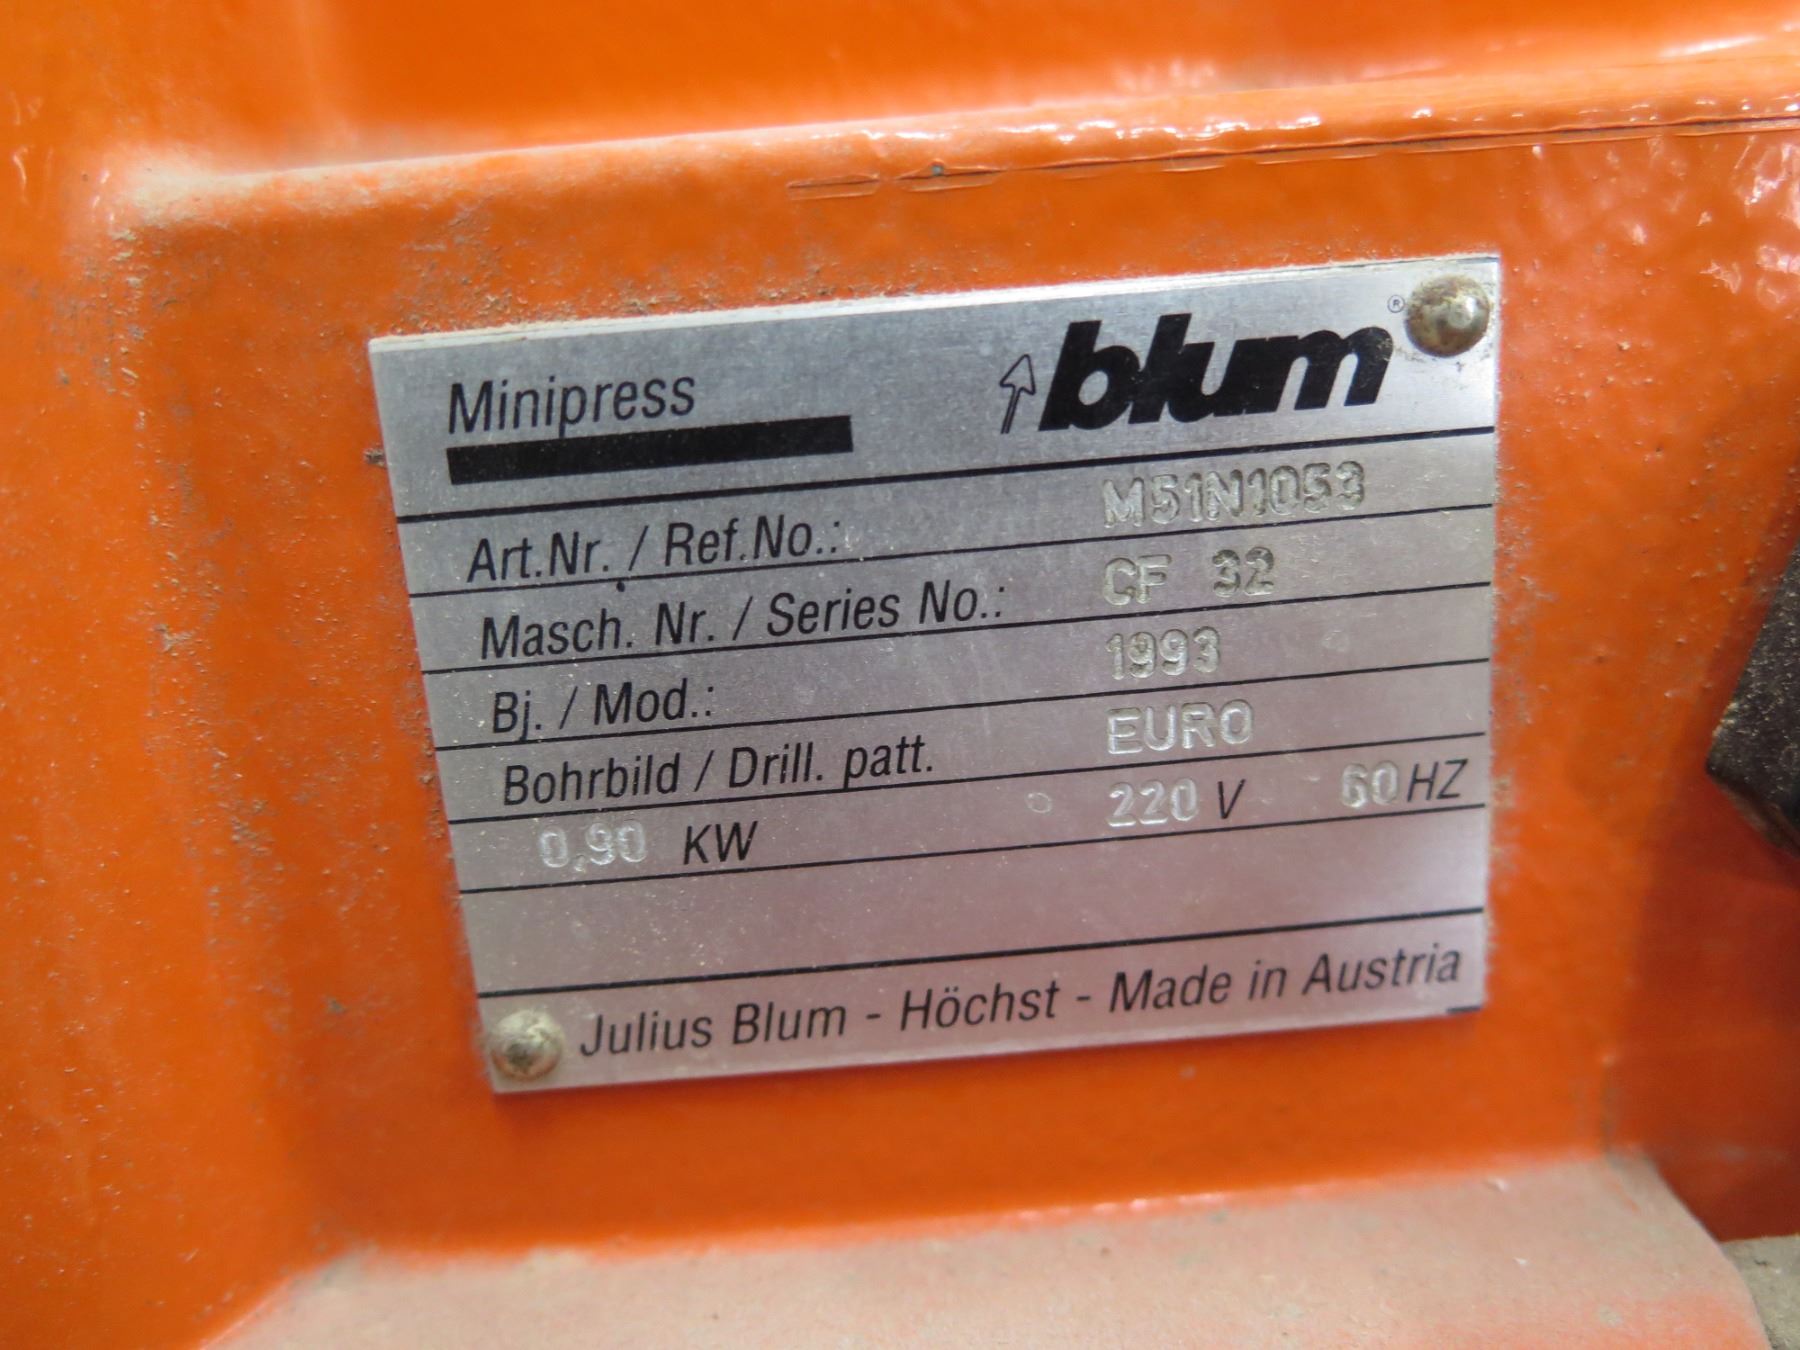 Minipress
blum®
Art.Nr. / Ref.No.: M51N1053
Masch. Nr. / Series No.: CF 32
Bj. / Mod.: 1993
Bohrbild / Drill. patt. EURO
0,90 KW 220 V 60 HZ
Julius Blum - Höchst - Made in Austria